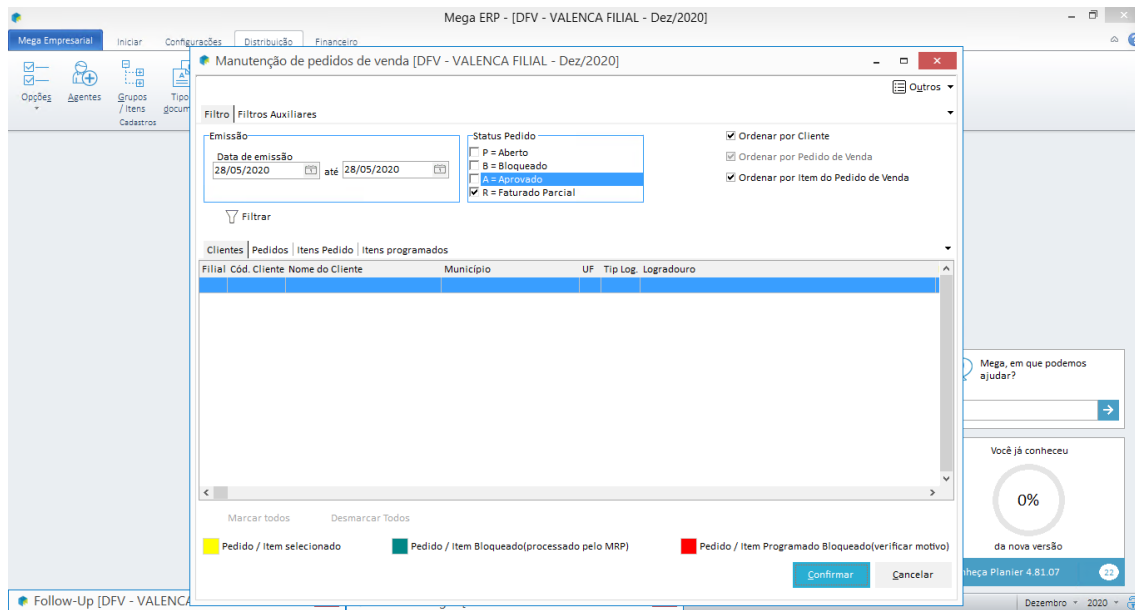 Mega ERP - [DFV - VALENCA FILIAL - Dez/2020]
Mega Empresarial Iniciar Configurações Distribuição Financeiro
Manutenção de pedidos de venda [DFV - VALENCA FILIAL - Dez/2020]
Opções Agentes Grupos / Itens Tipo docum
Cadastros
Outros
Filtro Filtros Auxiliares
Emissão
Data de emissão
28/05/2020 até 28/05/2020
Status Pedido
P = Aberto
B = Bloqueado
A = Aprovado
R = Faturado Parcial
Ordenar por Cliente
Ordenar por Pedido de Venda
Ordenar por Item do Pedido de Venda
Filtrar
Clientes Pedidos Itens Pedido Itens programados
Filial Cód. Cliente Nome do Cliente Município UF Tip Log. Logradouro
Mega, em que podemos
ajudar?
Você já conheceu
0%
da nova versão
Marcar todos Desmarcar Todos
Pedido / Item selecionado Pedido / Item Bloqueado(processado pelo MRP) Pedido / Item Programado Bloqueado(verificar motivo)
Confirmar Cancelar
nheça Planier 4.81.07 22
Follow-Up [DFV - VALENCA
Dezembro 2020